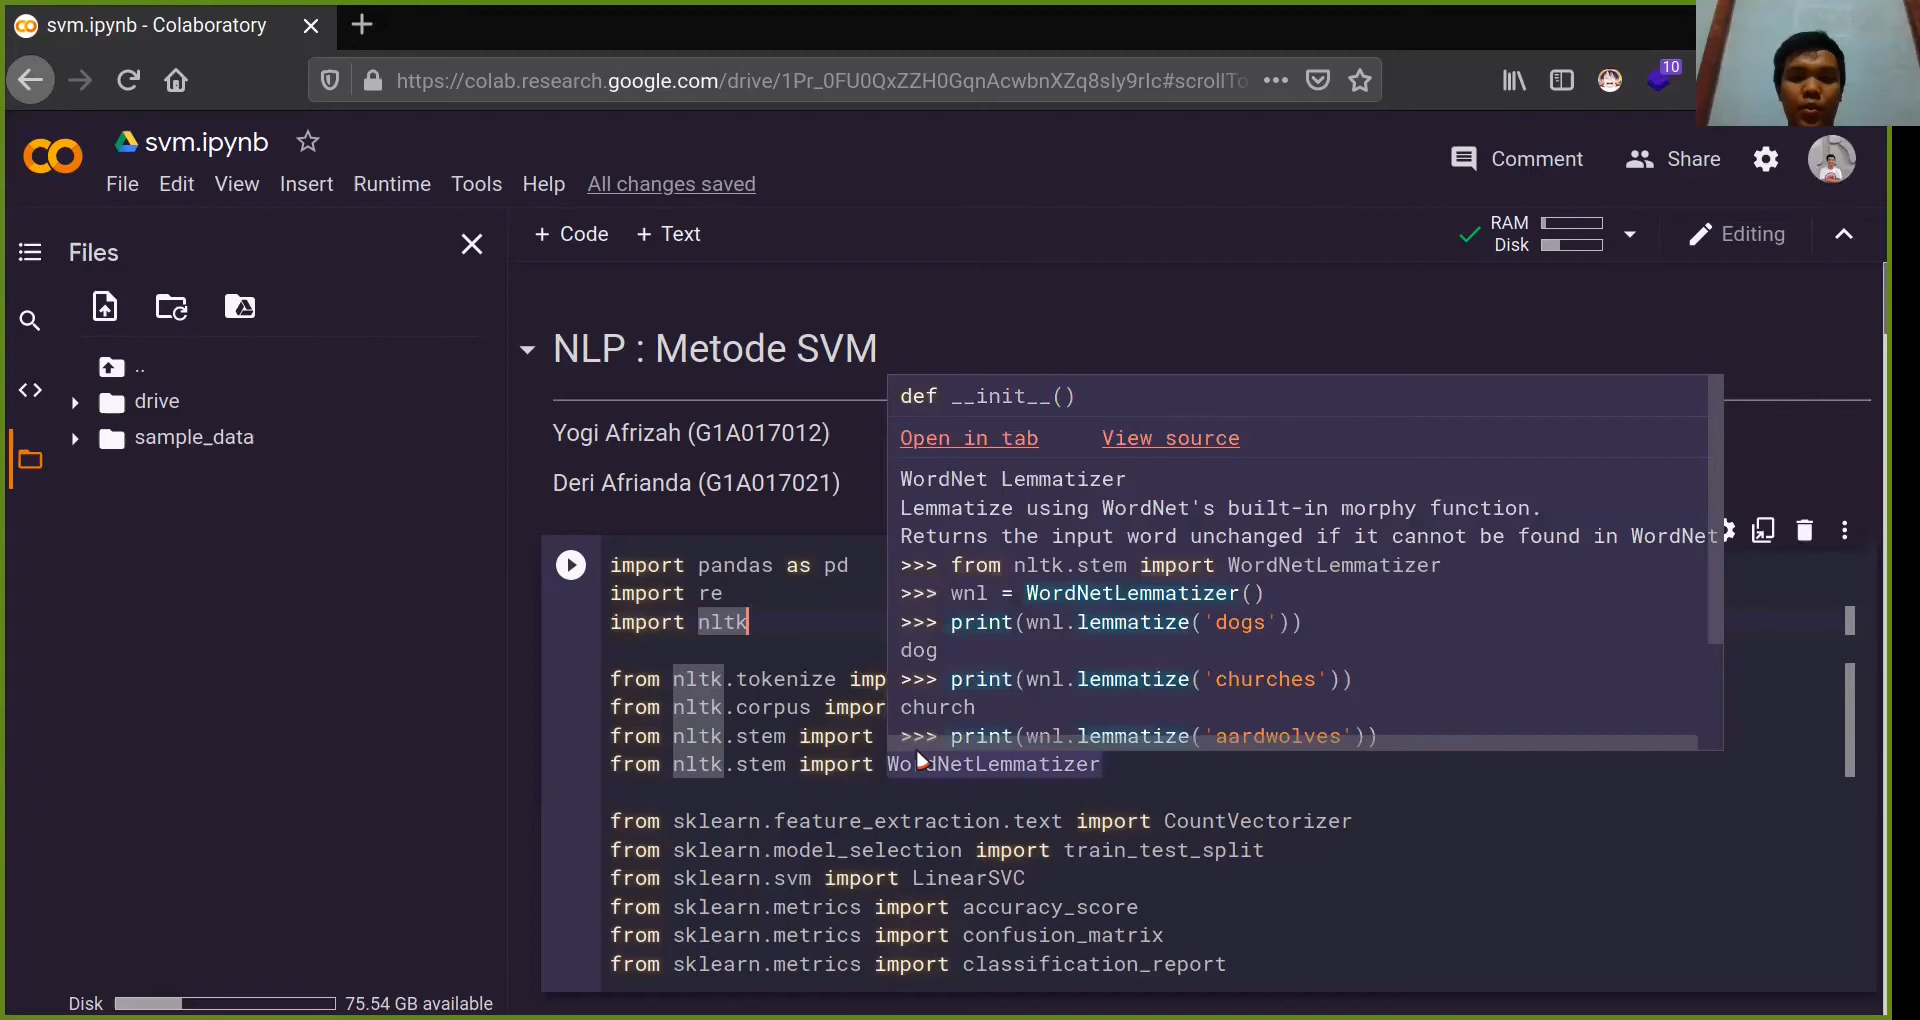 svm.ipynb - Colaboratory
https://colab.research.google.com/drive/1Pr_0FU0QxZZH0GqnAcwbnXZq8sIy9rIc#scrollTo
10
svm.ipynb
File Edit View Insert Runtime Tools Help All changes saved
Comment Share
Files
+ Code + Text
RAM
Disk
Editing
..
drive
sample_data
NLP : Metode SVM
Yogi Afrizah (G1A017012)
Deri Afrianda (G1A017021)
def __init__()
Open in tab View source
WordNet Lemmatizer
Lemmatize using WordNet's built-in morphy function.
Returns the input word unchanged if it cannot be found in WordNet
>>> from nltk.stem import WordNetLemmatizer
>>> wnl = WordNetLemmatizer()
>>> print(wnl.lemmatize('dogs'))
dog
>>> print(wnl.lemmatize('churches'))
church
>>> print(wnl.lemmatize('aardwolves'))
import pandas as pd
import re
import nltk
from nltk.tokenize imp
from nltk.corpus impor
from nltk.stem import
from nltk.stem import WordNetLemmatizer
from sklearn.feature_extraction.text import CountVectorizer
from sklearn.model_selection import train_test_split
from sklearn.svm import LinearSVC
from sklearn.metrics import accuracy_score
from sklearn.metrics import confusion_matrix
from sklearn.metrics import classification_report
Disk 75.54 GB available